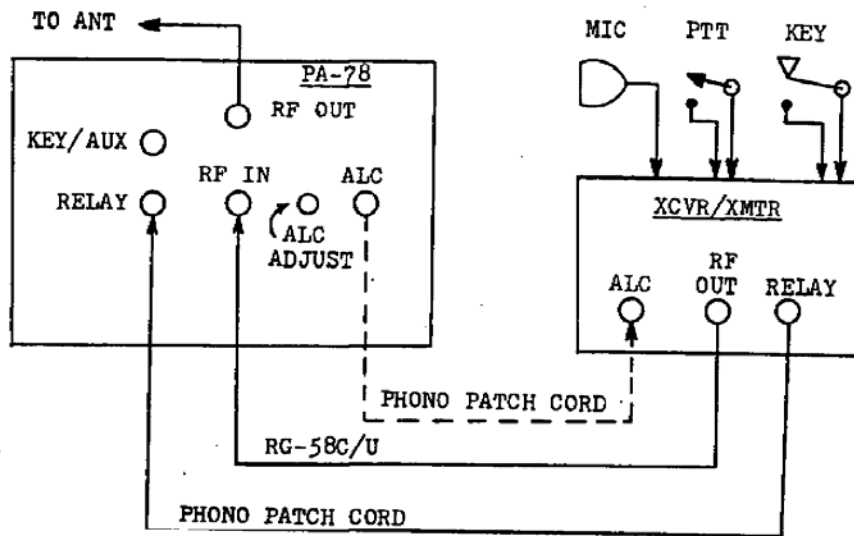 TO ANT
MIC PTT KEY
PA-78
RF OUT
KEY/AUX
RELAY
RF IN
ALC
ALC
ADJUST
XCVR/XMTR
ALC
RF
OUT
RELAY
PHONO PATCH CORD
RG-58C/U
PHONO PATCH CORD